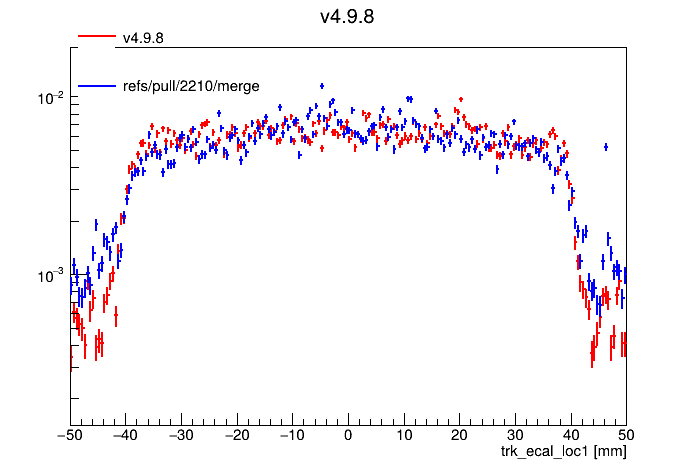 v4.9.8
v4.9.8
refs/pull/2210/merge
10⁻²
10⁻³
−50 −40 −30 −20 −10 0 10 20 30 40 50
trk_ecal_loc1 [mm]